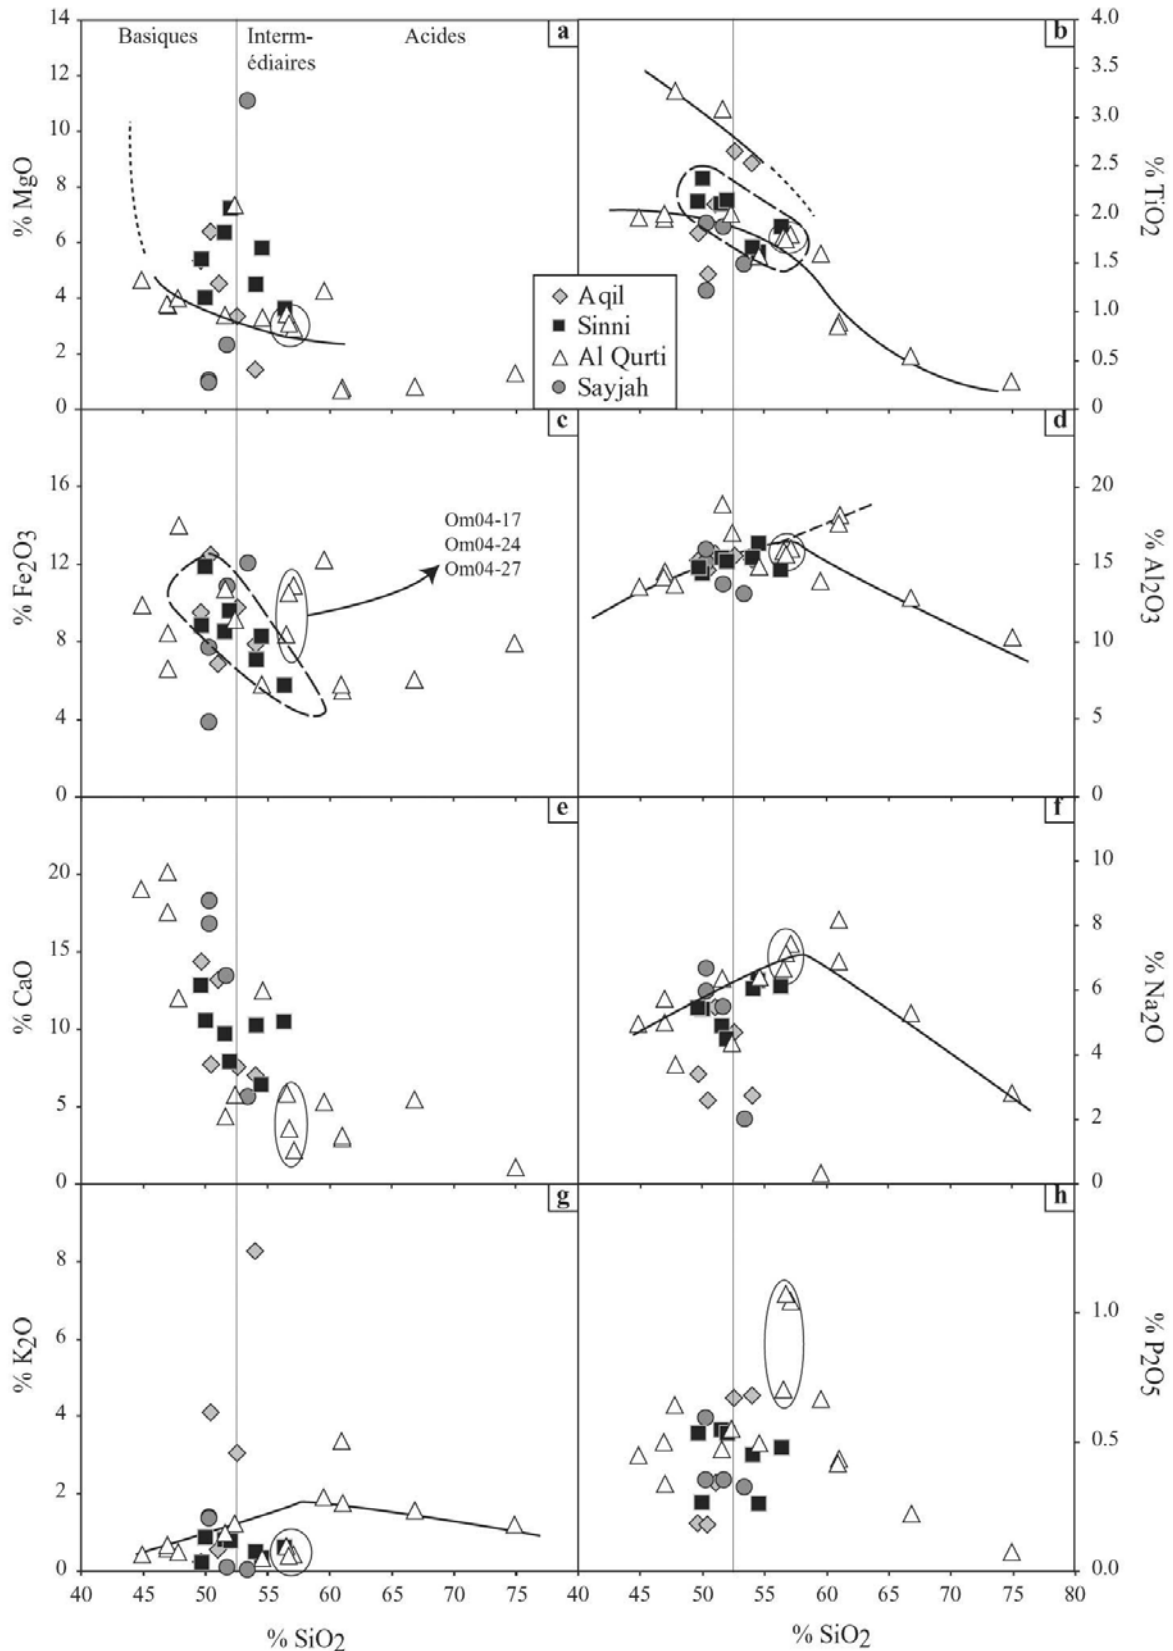 14
12
10
8
6
4
2
0
% MgO
Basiques
Interm-
édiaires
Acides
a
b
4.0
3.5
3.0
2.5
2.0
1.5
1.0
0.5
0
% TiO2
Aqil
Sinni
Al Qurti
Sayjah
c
16
12
8
4
0
% Fe2O3
Om04-17
Om04-24
Om04-27
d
20
15
10
5
0
% Al2O3
e
20
15
10
5
0
% CaO
f
10
8
6
4
2
0
% Na2O
g
8
6
4
2
0
% K2O
h
1.0
0.5
0.0
% P2O5
40 45 50 55 60 65 70 75
45 50 55 60 65 70 75 80
% SiO2
% SiO2